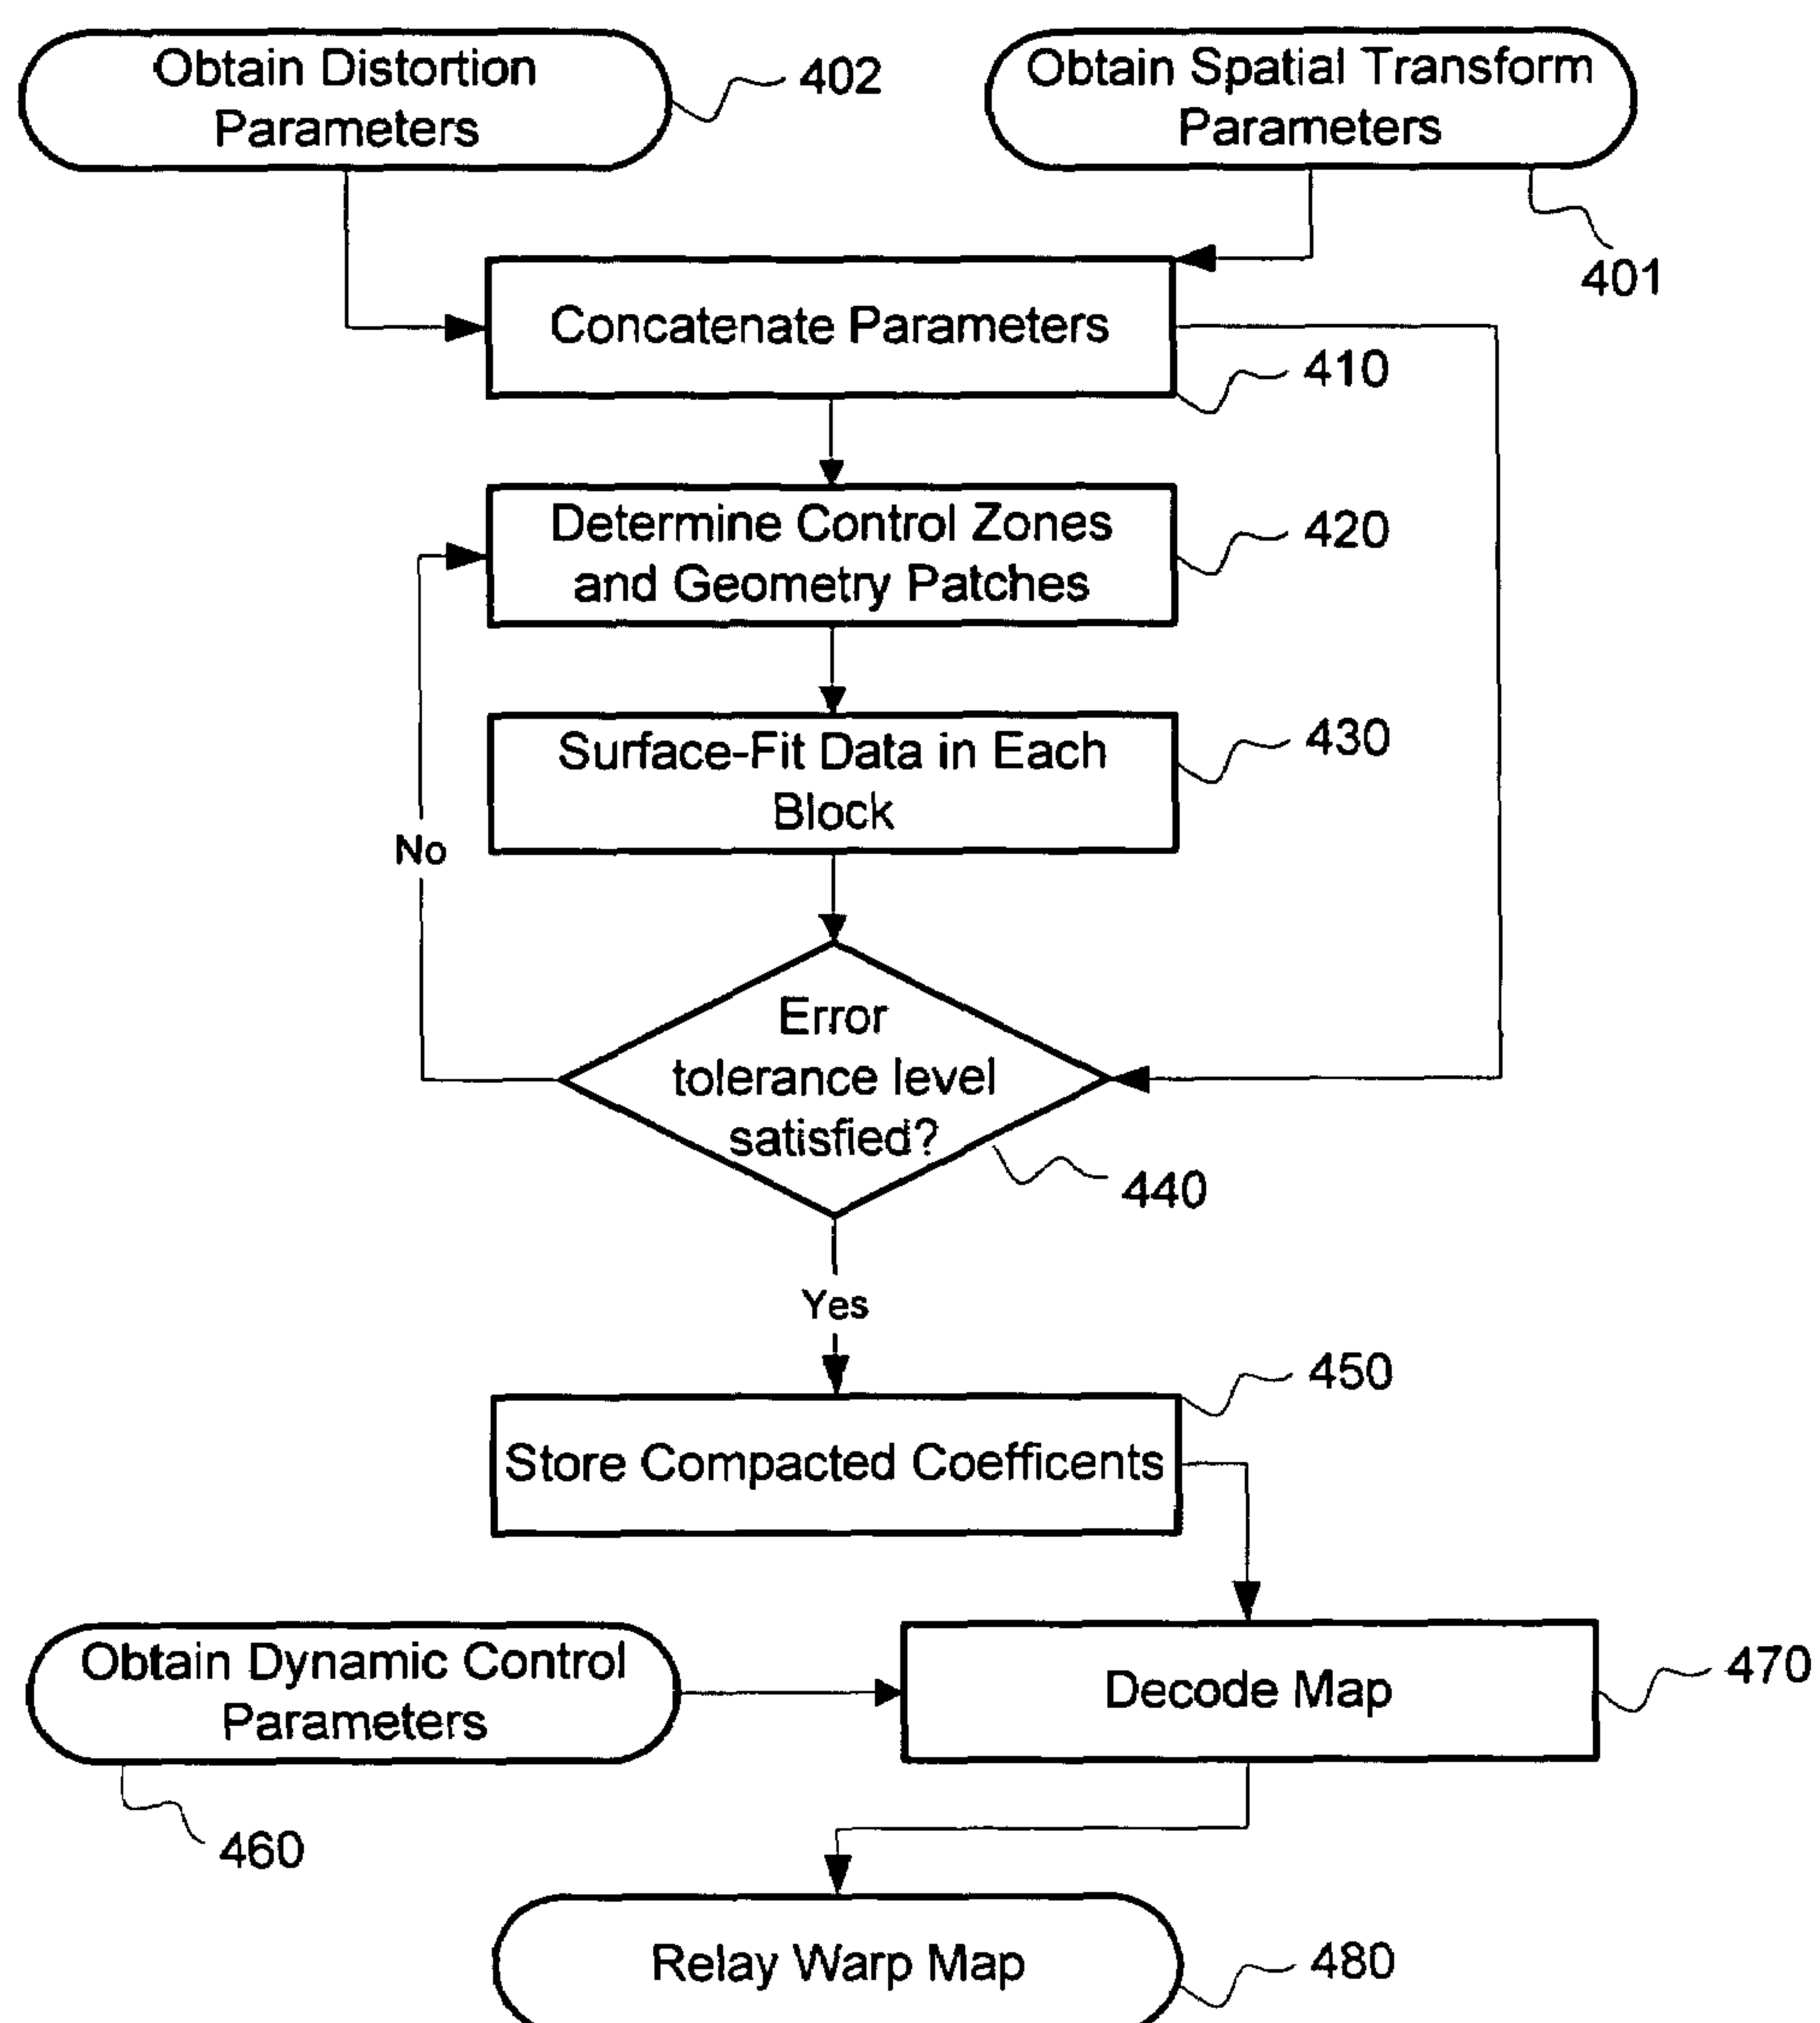 Obtain Distortion
Parameters
402
Obtain Spatial Transform
Parameters
401
Concatenate Parameters
410
Determine Control Zones
and Geometry Patches
420
Surface-Fit Data in Each
Block
430
No
Error
tolerance level
satisfied?
440
Yes
450
Store Compacted Coefficents
Obtain Dynamic Control
Parameters
460
Decode Map
470
Relay Warp Map
480